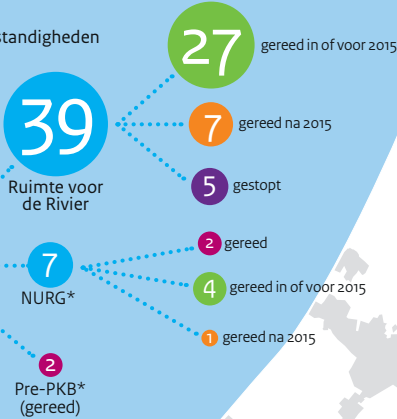 standigheden
39
Ruimte voor
de Rivier
27
gereed in of voor 2015
7
gereed na 2015
5
gestopt
7
NURG*
2
gereed
4
gereed in of voor 2015
1
gereed na 2015
2
Pre-PKB*
(gereed)